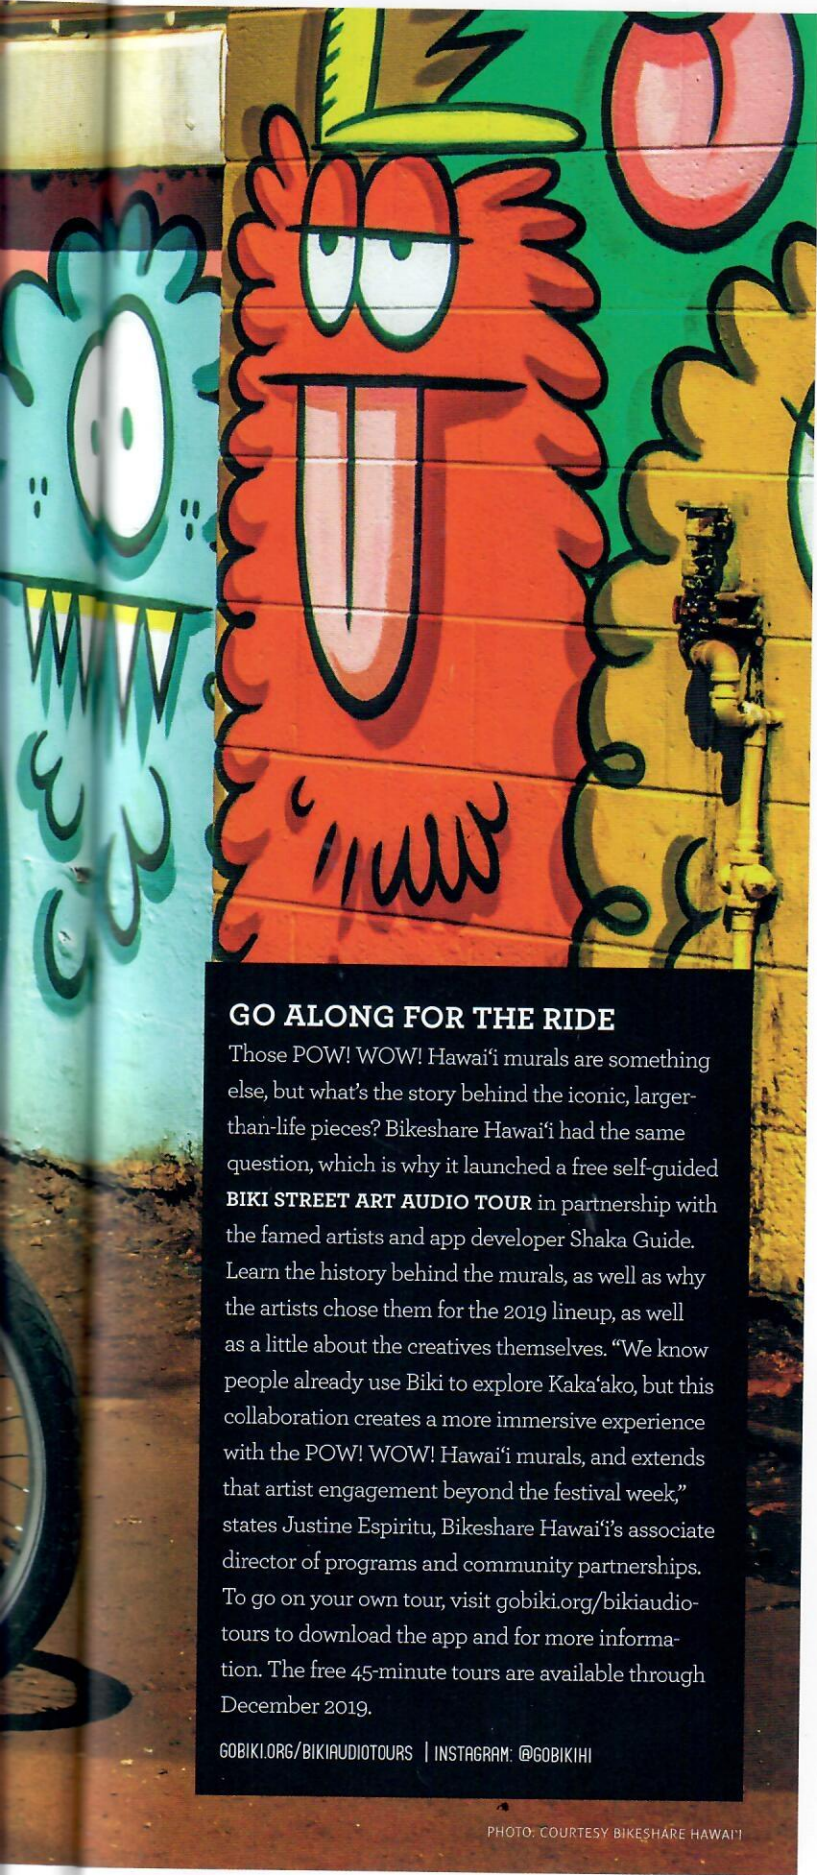 GO ALONG FOR THE RIDE
Those POW! WOW! Hawai‘i murals are something
else, but what’s the story behind the iconic, larger-
than-life pieces? Bikeshare Hawai‘i had the same
question, which is why it launched a free self-guided
BIKI STREET ART AUDIO TOUR in partnership with
the famed artists and app developer Shaka Guide.
Learn the history behind the murals, as well as why
the artists chose them for the 2019 lineup, as well
as a little about the creatives themselves. “We know
people already use Biki to explore Kaka‘ako, but this
collaboration creates a more immersive experience
with the POW! WOW! Hawai‘i murals, and extends
that artist engagement beyond the festival week,”
states Justine Espiritu, Bikeshare Hawai‘i’s associate
director of programs and community partnerships.
To go on your own tour, visit gobiki.org/bikiaudio-
tours to download the app and for more informa-
tion. The free 45-minute tours are available through
December 2019.
GOBIKI.ORG/BIKIAUDIOTOURS | INSTAGRAM: @GOBIKIHI
PHOTO: COURTESY BIKESHARE HAWAI‘I